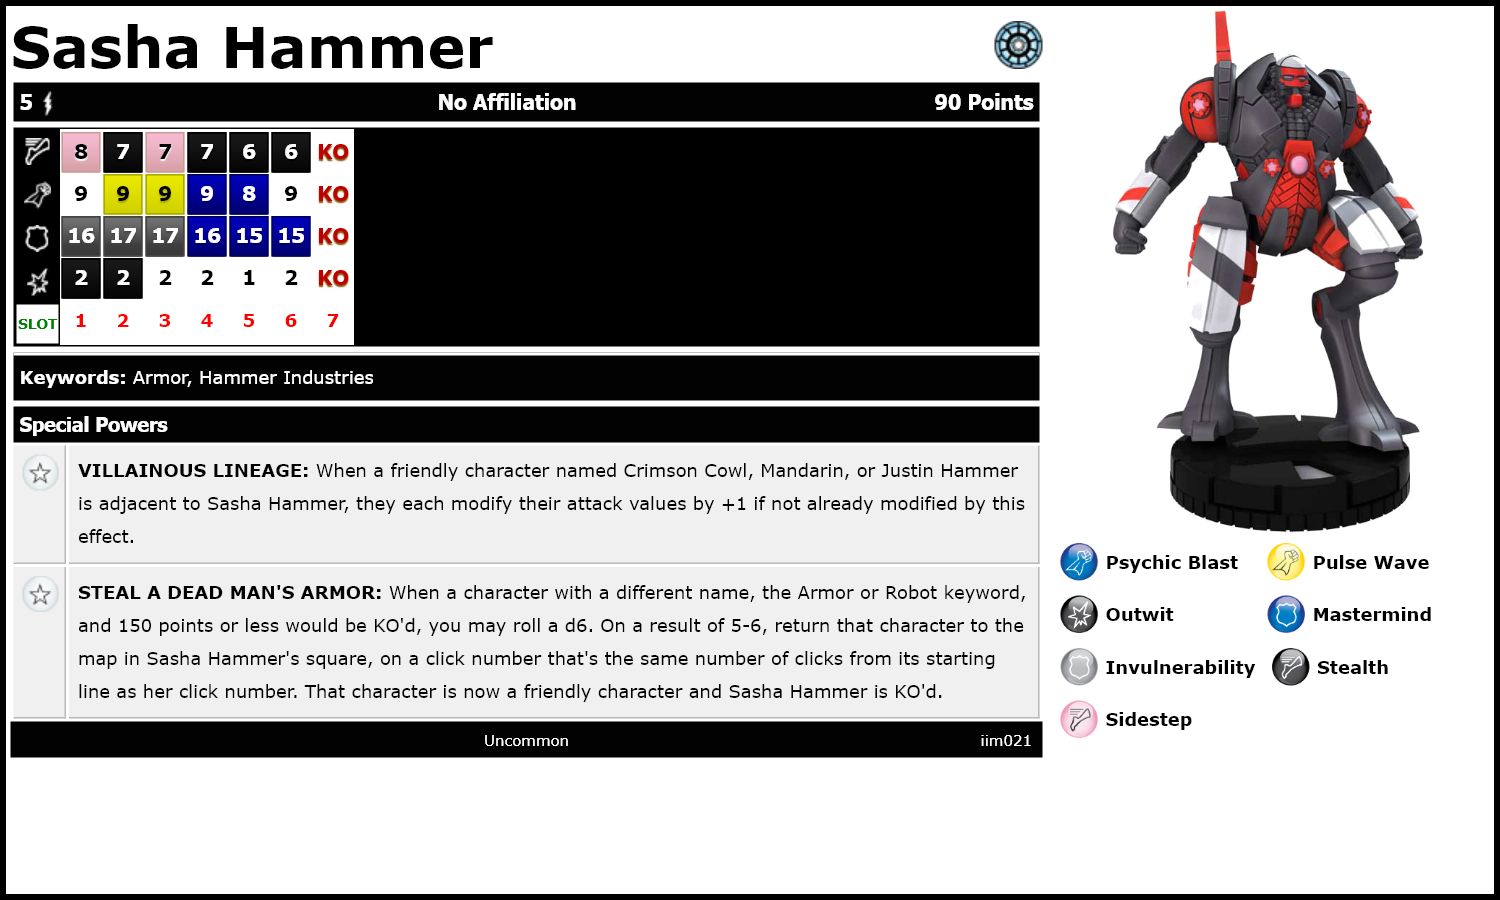 Sasha Hammer
5 No Affiliation 90 Points
8 7 7 7 6 6 KO
9 9 9 9 8 9 KO
16 17 17 16 15 15 KO
2 2 2 2 1 2 KO
SLOT 1 2 3 4 5 6 7
Keywords: Armor, Hammer Industries
Special Powers
VILLAINOUS LINEAGE: When a friendly character named Crimson Cowl, Mandarin, or Justin Hammer
is adjacent to Sasha Hammer, they each modify their attack values by +1 if not already modified by this
effect.
STEAL A DEAD MAN'S ARMOR: When a character with a different name, the Armor or Robot keyword,
and 150 points or less would be KO'd, you may roll a d6. On a result of 5-6, return that character to the
map in Sasha Hammer's square, on a click number that's the same number of clicks from its starting
line as her click number. That character is now a friendly character and Sasha Hammer is KO'd.
Uncommon iim021
Psychic Blast Pulse Wave
Outwit Mastermind
Invulnerability Stealth
Sidestep